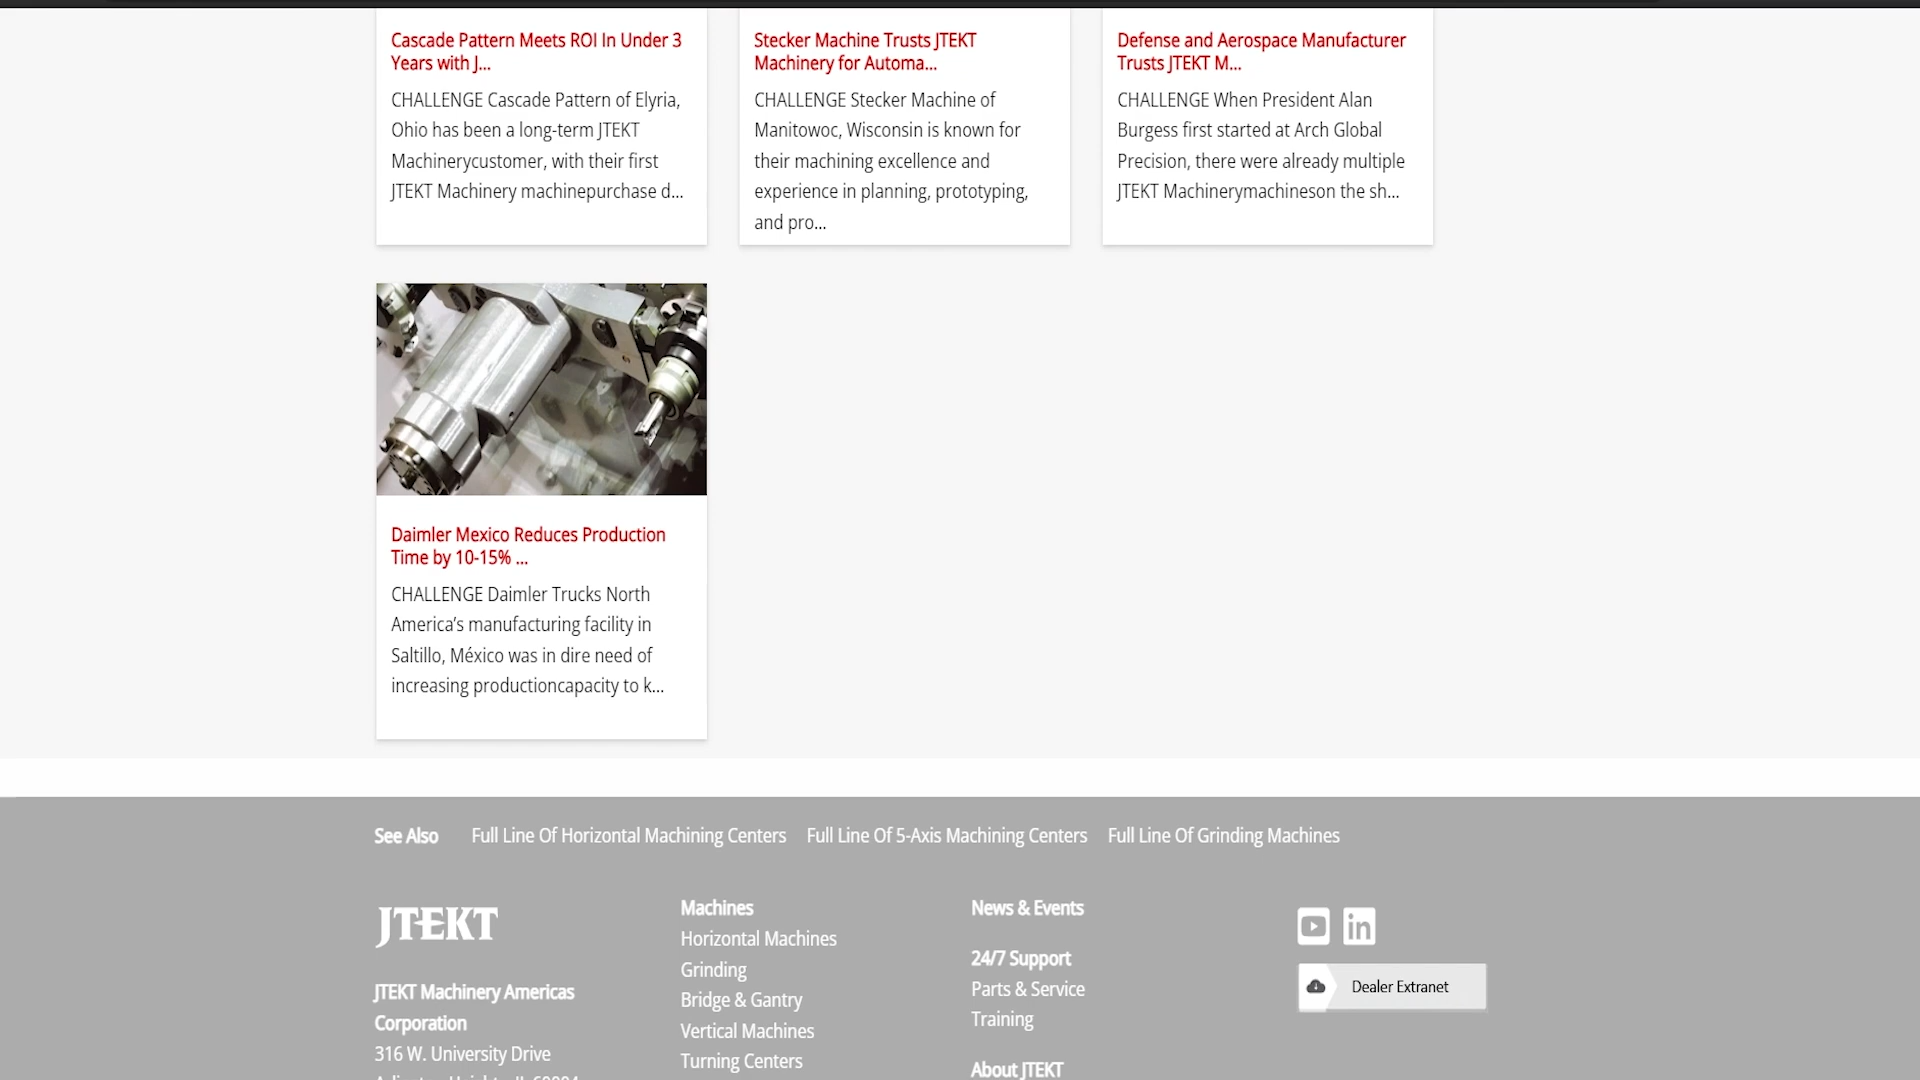 Cascade Pattern Meets ROI In Under 3
Years with J...
CHALLENGE Cascade Pattern of Elyria,
Ohio has been a long-term JTEKT
Machinerycustomer, with their first
JTEKT Machinery machinepurchase d...
Stecker Machine Trusts JTEKT
Machinery for Automa...
CHALLENGE Stecker Machine of
Manitowoc, Wisconsin is known for
their machining excellence and
experience in planning, prototyping,
and pro...
Defense and Aerospace Manufacturer
Trusts JTEKT M...
CHALLENGE When President Alan
Burgess first started at Arch Global
Precision, there were already multiple
JTEKT Machinerymachineson the sh...
Daimler Mexico Reduces Production
Time by 10-15% ...
CHALLENGE Daimler Trucks North
America’s manufacturing facility in
Saltillo, México was in dire need of
increasing productioncapacity to k...
See Also Full Line Of Horizontal Machining Centers Full Line Of 5-Axis Machining Centers Full Line Of Grinding Machines
JTEKT
JTEKT Machinery Americas
Corporation
316 W. University Drive
Machines
Horizontal Machines
Grinding
Bridge & Gantry
Vertical Machines
Turning Centers
News & Events
24/7 Support
Parts & Service
Training
About JTEKT
in
Dealer Extranet